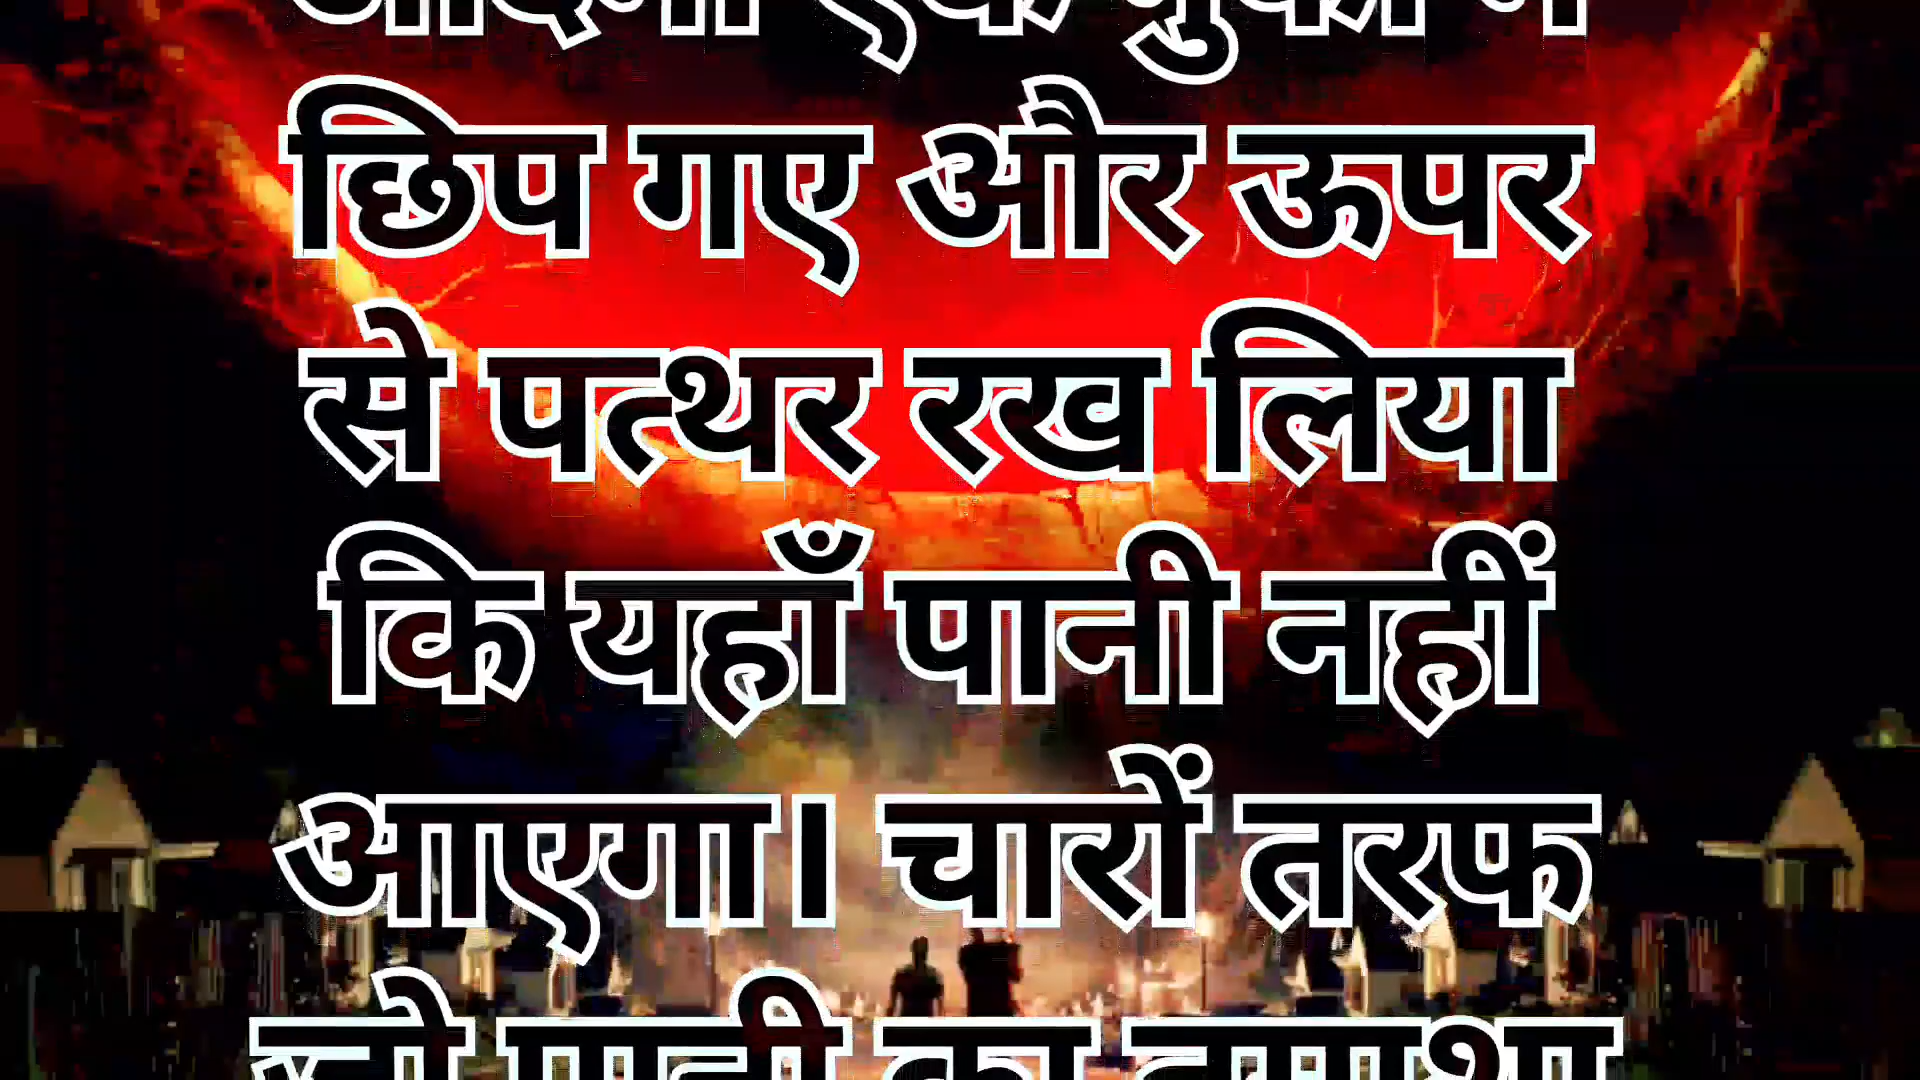 छिप गए और ऊपर
से पत्थर रख लिया
कि यहाँ पानी नहीं
आएगा। चारों तरफ